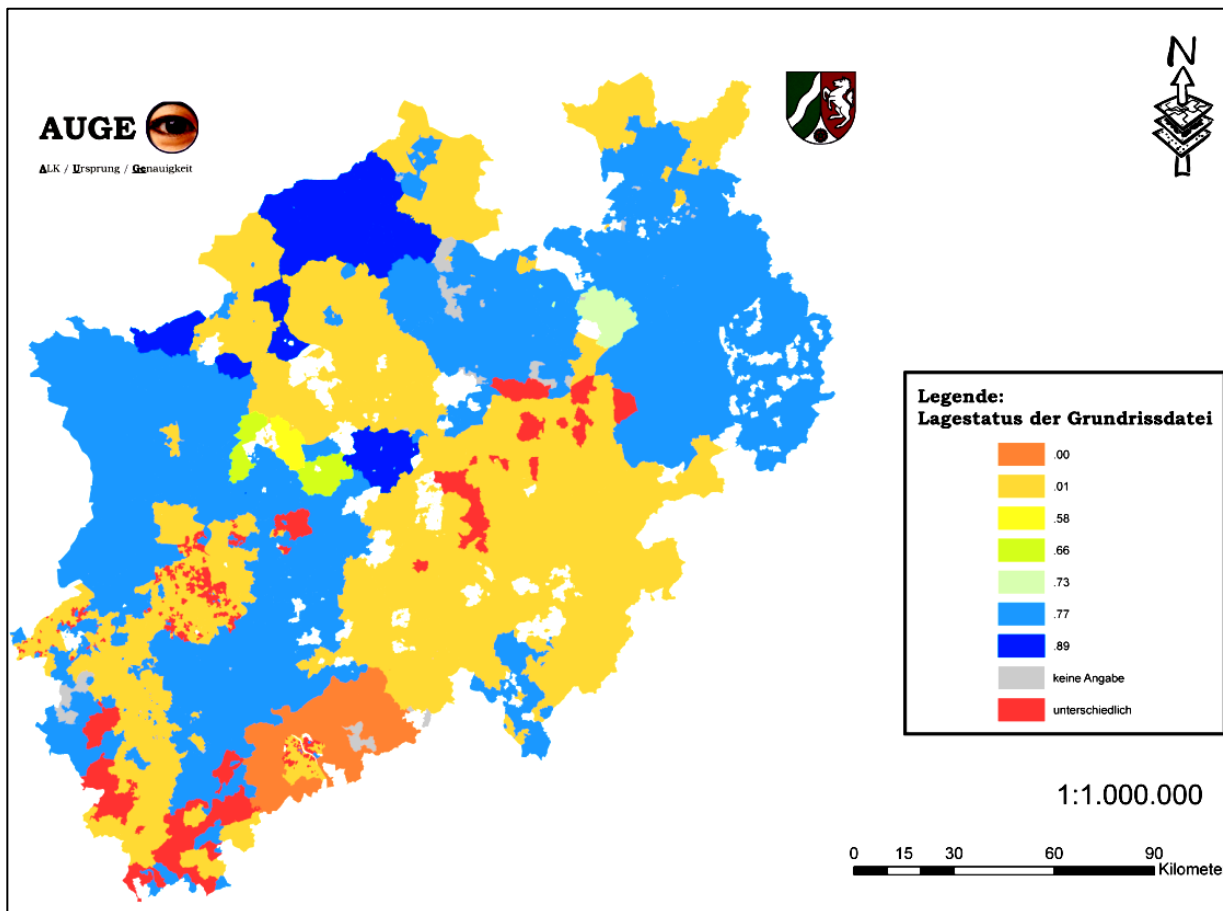 AUGE
ALK / Ursprung / Genauigkeit
N
Legende:
Lagestatus der Grundrissdatei
.00
.01
.58
.66
.73
.77
.89
keine Angabe
unterschiedlich
1:1.000.000
0 15 30 60 90
Kilomete